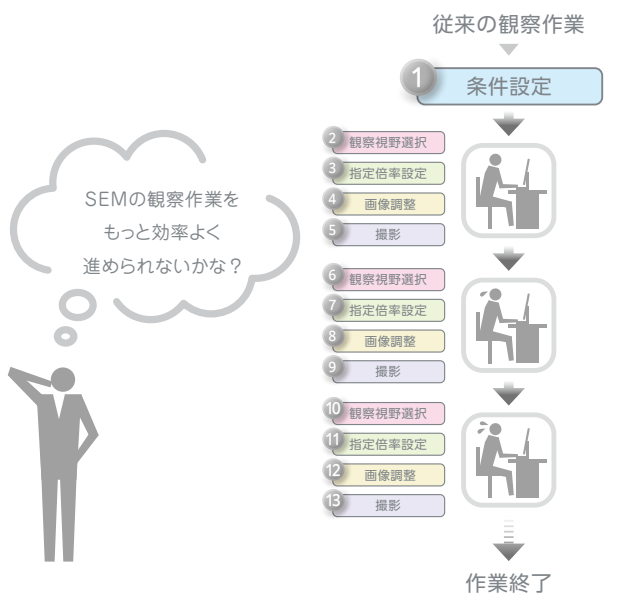 従来の観察作業
1 条件設定
SEMの観察作業を
もっと効率よく
進められないかな？
2 観察視野選択
3 指定倍率設定
4 画像調整
5 撮影
6 観察視野選択
7 指定倍率設定
8 画像調整
9 撮影
10 観察視野選択
11 指定倍率設定
12 画像調整
13 撮影
作業終了